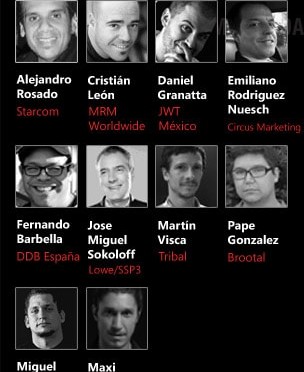 Alejandro
Rosado
Starcom
Cristián
León
MRM
Worldwide
Daniel
Granatta
JWT
México
Emiliano
Rodriguez
Nuesch
Circus Marketing
Fernando
Barbella
DDB España
Jose
Miguel
Sokoloff
Lowe/SSP3
Martín
Visca
Tribal
Pape
Gonzalez
Brootal
Miguel
Maxi